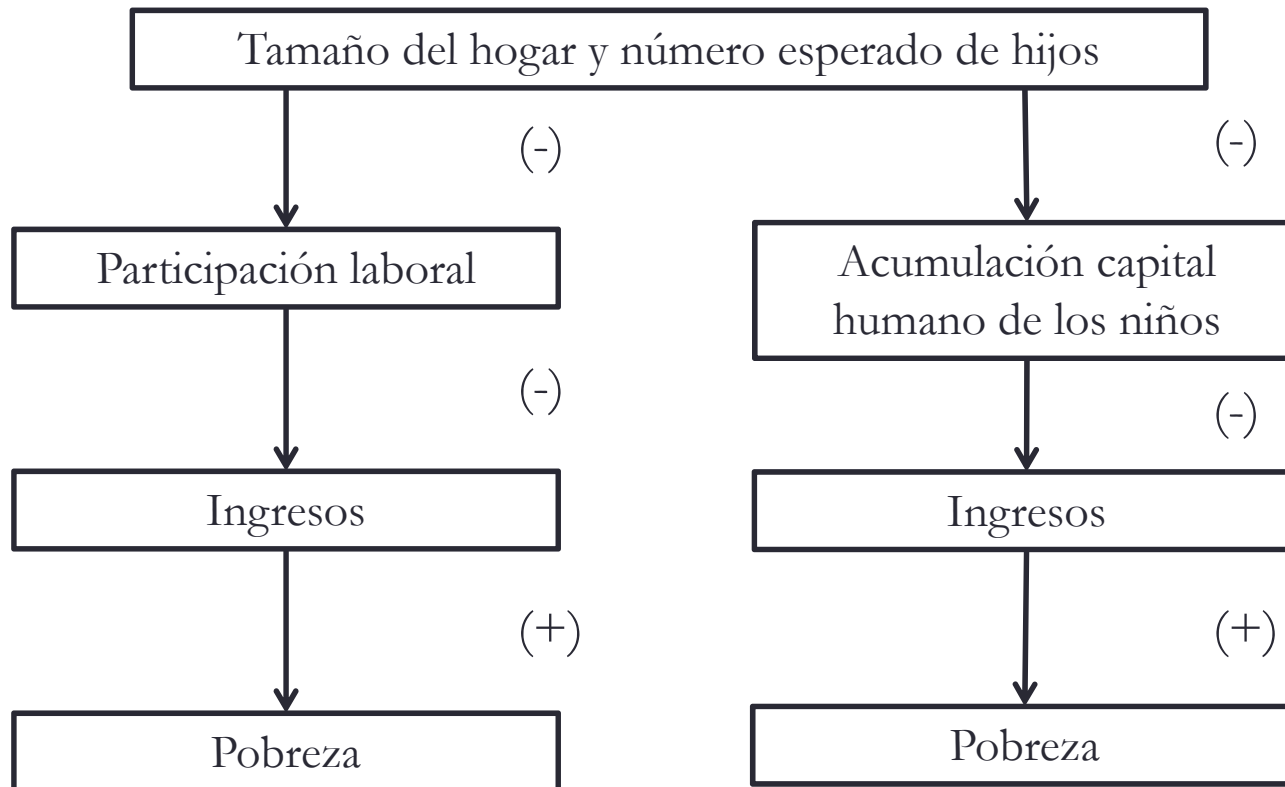 Tamaño del hogar y número esperado de hijos
(-)
(-)
Participación laboral
Acumulación capital
humano de los niños
(-)
(-)
Ingresos
Ingresos
(+)
(+)
Pobreza
Pobreza